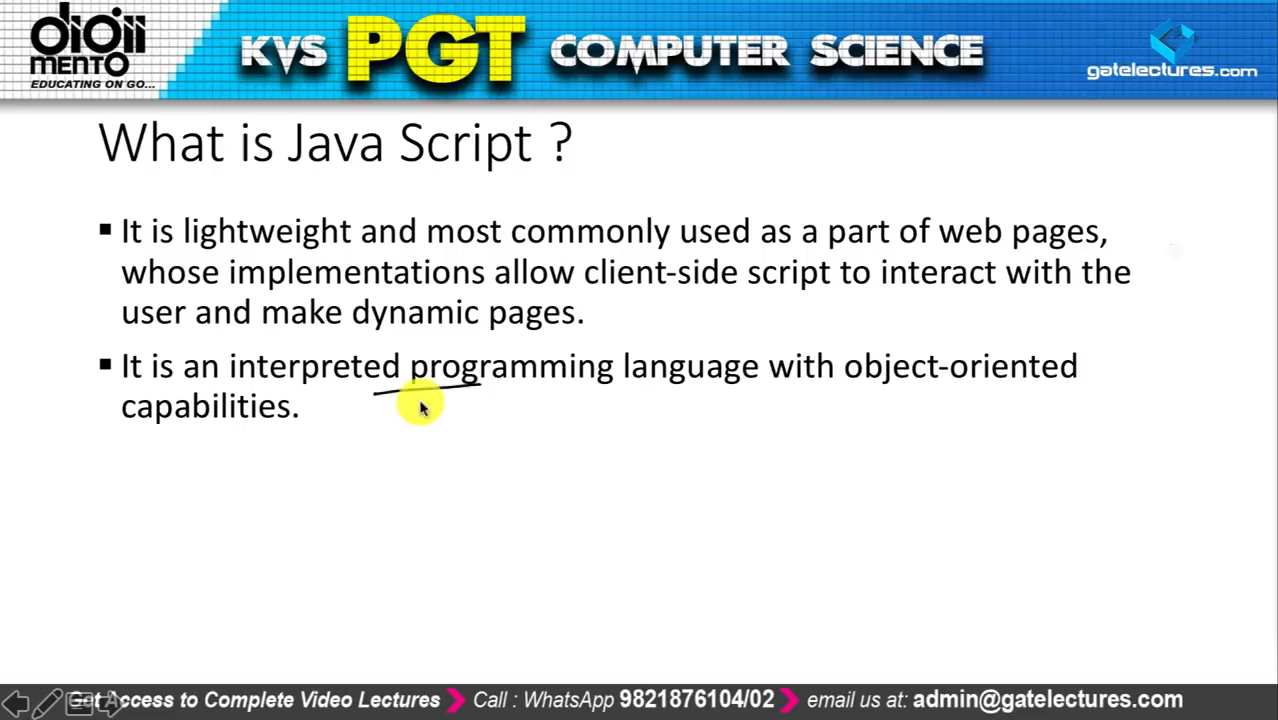 digii
MENTO
EDUCATING ON GO...
KVS PGT COMPUTER SCIENCE
gatelectures.com
What is Java Script ?
▪ It is lightweight and most commonly used as a part of web pages,
whose implementations allow client-side script to interact with the
user and make dynamic pages.
▪ It is an interpreted programming language with object-oriented
capabilities.
Get Access to Complete Video Lectures Call : WhatsApp 9821876104/02 email us at: admin@gatelectures.com